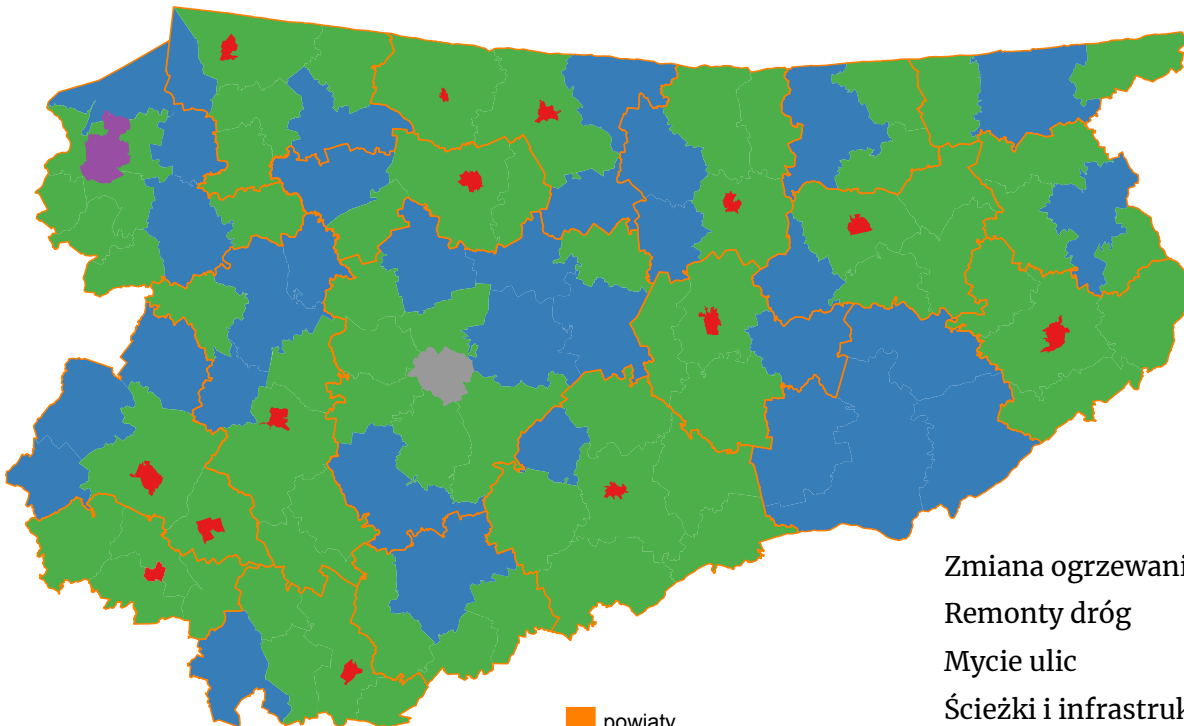 Zmiana ogrzewani
Remonty dróg
Mycie ulic
Ścieżki i infrastruk
powiaty